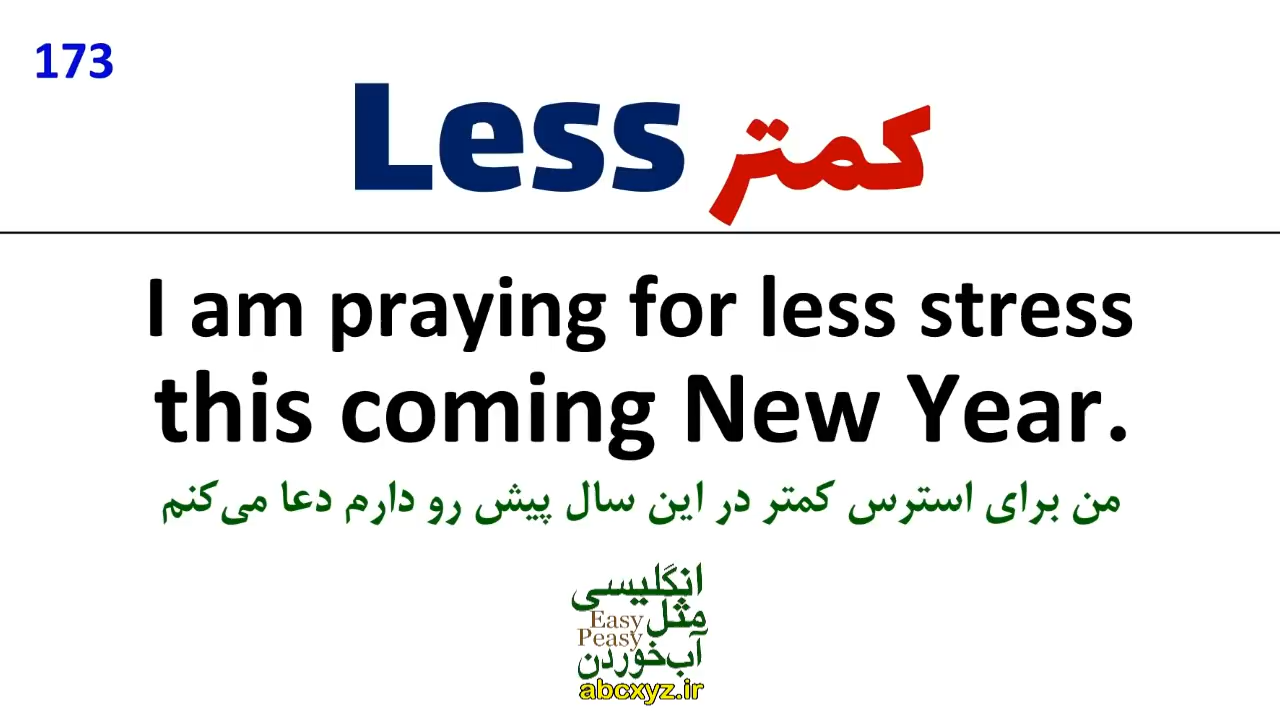 173
Less کمتر
I am praying for less stress
this coming New Year.
من برای استرس کمتر در این سال پیش رو دارم دعا می‌کنم
انگلیسی
مثل
Easy
Peasy
آب‌خوردن
abcxyz.ir